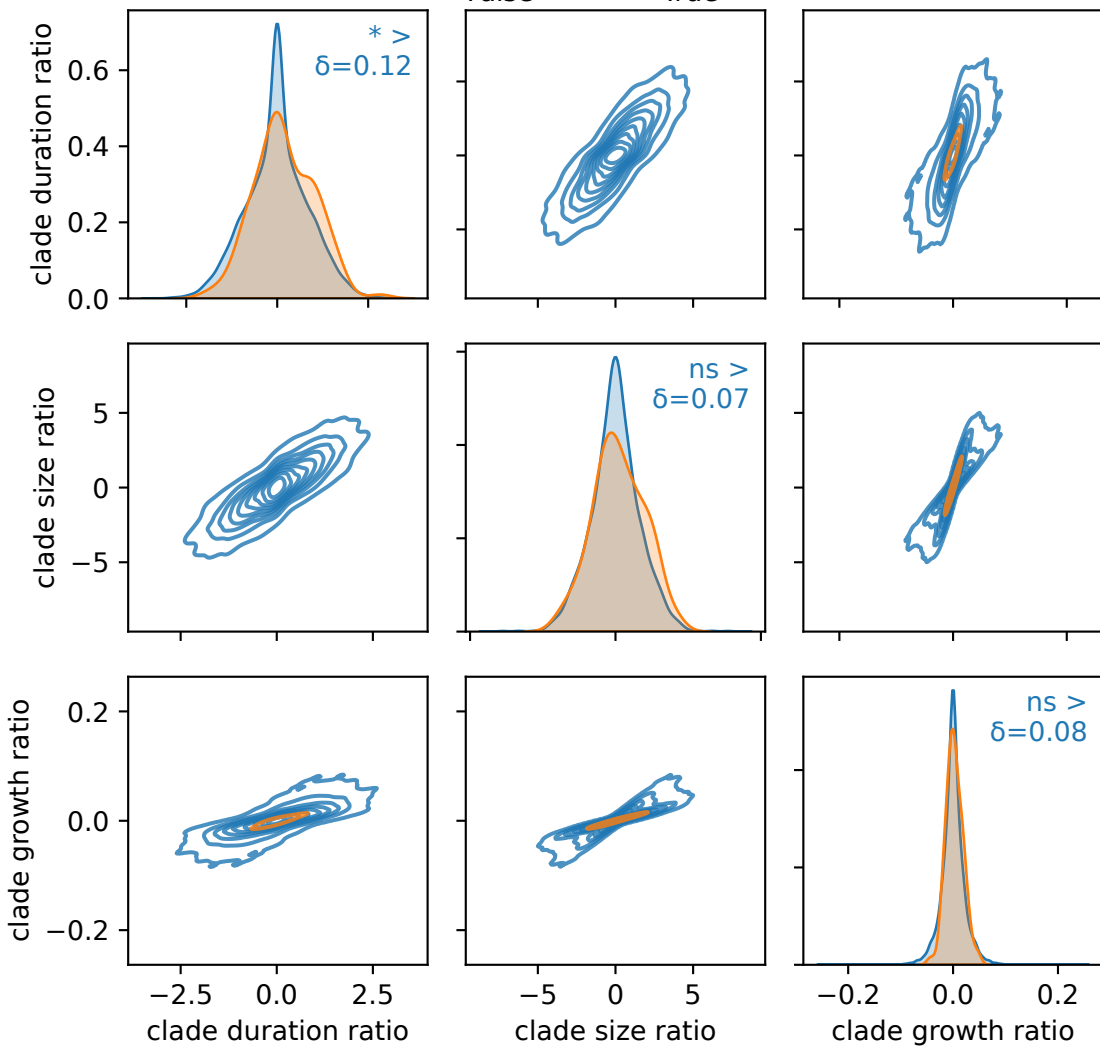 clade duration ratio
0.6
0.4
0.2
0.0
* >
δ=0.12
clade size ratio
5
0
−5
ns >
δ=0.07
clade growth ratio
0.2
0.0
−0.2
ns >
δ=0.08
−2.5 0.0 2.5
−5 0 5
−0.2 0.0 0.2
clade duration ratio
clade size ratio
clade growth ratio